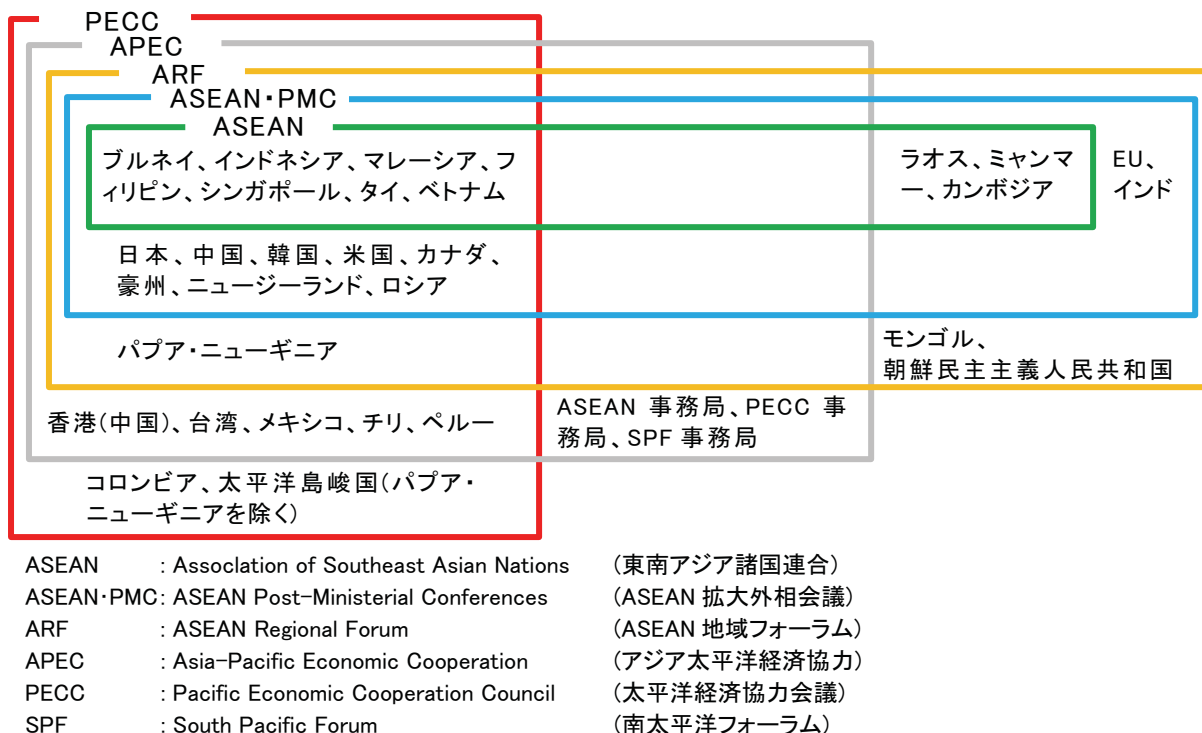 PECC
APEC
ARF
ASEAN・PMC
ASEAN
ブルネイ、インドネシア、マレーシア、フ
ィリピン、シンガポール、タイ、ベトナム
ラオス、ミャンマ
ー、カンボジア
EU、
インド
日本、中国、韓国、米国、カナダ、
豪州、ニュージーランド、ロシア
パプア・ニューギニア
モンゴル、
朝鮮民主主義人民共和国
香港(中国)、台湾、メキシコ、チリ、ペルー
ASEAN 事務局、PECC 事
務局、SPF 事務局
コロンビア、太平洋島峻国(パプア・
ニューギニアを除く)
ASEAN : Assoclation of Southeast Asian Nations (東南アジア諸国連合)
ASEAN・PMC: ASEAN Post-Ministerial Conferences (ASEAN 拡大外相会議)
ARF : ASEAN Regional Forum (ASEAN 地域フォーラム)
APEC : Asia-Pacific Economic Cooperation (アジア太平洋経済協力)
PECC : Pacific Economic Cooperation Council (太平洋経済協力会議)
SPF : South Pacific Forum (南太平洋フォーラム)